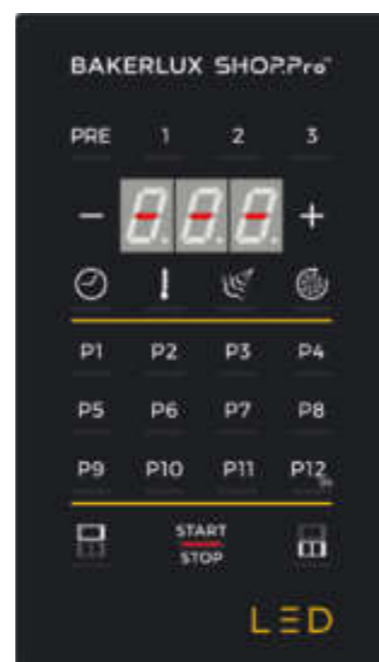 BAKERLUX SHOP.Pro™
PRE 1 2 3
− - - - +
P1 P2 P3 P4
P5 P6 P7 P8
P9 P10 P11 P12
START
STOP
LED